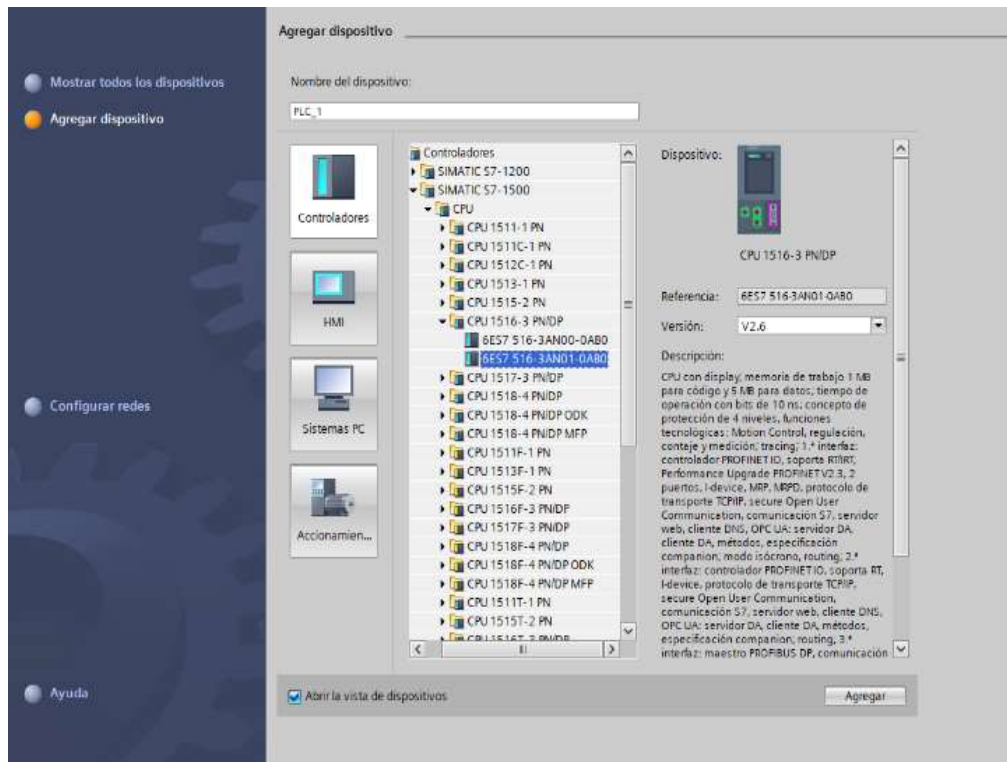 Agregar dispositivo
Mostrar todos los dispositivos
Agregar dispositivo
Configurar redes
Ayuda
Nombre del dispositivo:
PLC_1
Controladores
HMI
Sistemas PC
Accionamien...
Controladores
SIMATIC S7-1200
SIMATIC S7-1500
CPU
CPU 1511-1 PN
CPU 1511C-1 PN
CPU 1512C-1 PN
CPU 1513-1 PN
CPU 1515-2 PN
CPU 1516-3 PN/DP
6ES7 516-3AN00-0AB0
6ES7 516-3AN01-0AB0
CPU 1517-3 PN/DP
CPU 1518-4 PN/DP
CPU 1518-4 PN/DP ODK
CPU 1518-4 PN/DP MFP
CPU 1511F-1 PN
CPU 1513F-1 PN
CPU 1515F-2 PN
CPU 1516F-3 PN/DP
CPU 1517F-3 PN/DP
CPU 1518F-4 PN/DP
CPU 1518F-4 PN/DP ODK
CPU 1518F-4 PN/DP MFP
CPU 1511T-1 PN
CPU 1515T-2 PN
CPU 1516T-3 PN/DP
Dispositivo:
CPU 1516-3 PN/DP
Referencia: 6ES7 516-3AN01-0AB0
Versión: V2.6
Descripción:
CPU con display; memoria de trabajo 1 MB
para código y 5 MB para datos; tiempo de
operación con bits de 10 ns; concepto de
protección de 4 niveles, funciones
tecnológicas: Motion Control, regulación,
contaje y medición; tracing; 1.ª interfaz:
controlador PROFINET IO, soporta RT/IRT,
Performance Upgrade PROFINET V2.3, 2
puertos, I-device, MRP, MRPD, protocolo de
transporte TCP/IP, secure Open User
Communication, comunicación S7, servidor
web, cliente DNS, OPC UA: servidor DA,
cliente DA, métodos, especificación
companion; modo isócrono, routing; 2.ª
interfaz: controlador PROFINET IO, soporta RT,
I-device, protocolo de transporte TCP/IP,
secure Open User Communication,
comunicación S7, servidor web, cliente DNS,
OPC UA: servidor DA, cliente DA, métodos,
especificación companion; routing, 3.ª
interfaz: maestro PROFIBUS DP, comunicación
Abrir la vista de dispositivos
Agregar